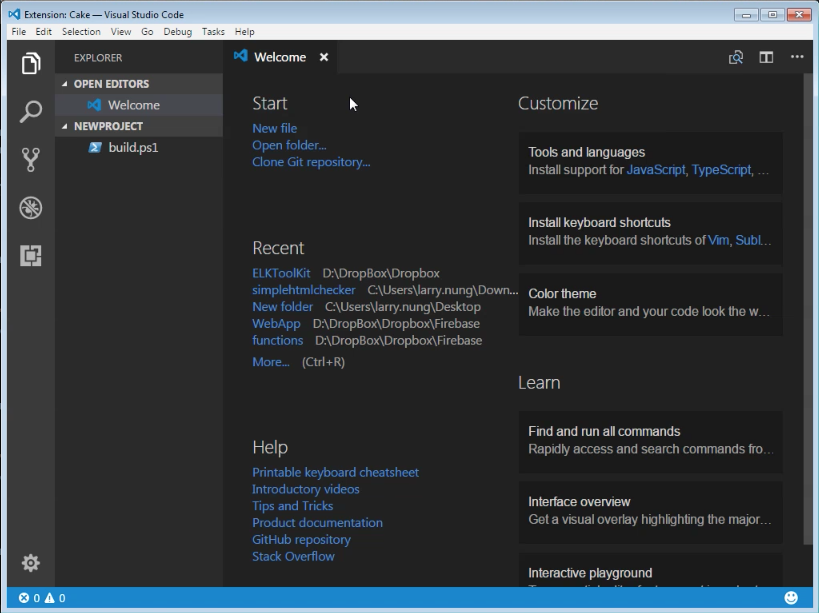 Extension: Cake — Visual Studio Code
File Edit Selection View Go Debug Tasks Help
EXPLORER
OPEN EDITORS
Welcome
NEWPROJECT
build.ps1
Welcome
Start
New file
Open folder...
Clone Git repository...
Recent
ELKToolKit D:\DropBox\Dropbox
simplehtmlchecker C:\Users\larry.nung\Down...
New folder C:\Users\larry.nung\Desktop
WebApp D:\DropBox\Dropbox\Firebase
functions D:\DropBox\Dropbox\Firebase
More... (Ctrl+R)
Help
Printable keyboard cheatsheet
Introductory videos
Tips and Tricks
Product documentation
GitHub repository
Stack Overflow
Customize
Tools and languages
Install support for JavaScript, TypeScript, ...
Install keyboard shortcuts
Install the keyboard shortcuts of Vim, Subl...
Color theme
Make the editor and your code look the w...
Learn
Find and run all commands
Rapidly access and search commands fro...
Interface overview
Get a visual overlay highlighting the major...
Interactive playground
0 0